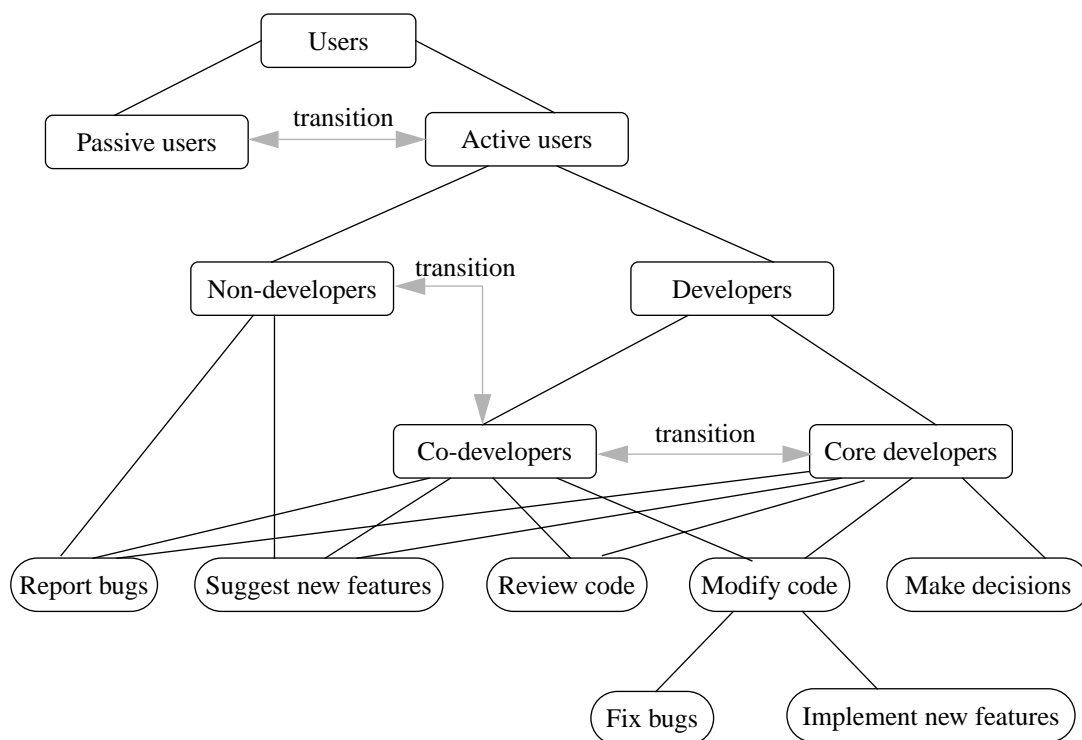 Users
transition
Passive users
Active users
transition
Non-developers
Developers
transition
Co-developers
Core developers
Report bugs
Suggest new features
Review code
Modify code
Make decisions
Fix bugs
Implement new features